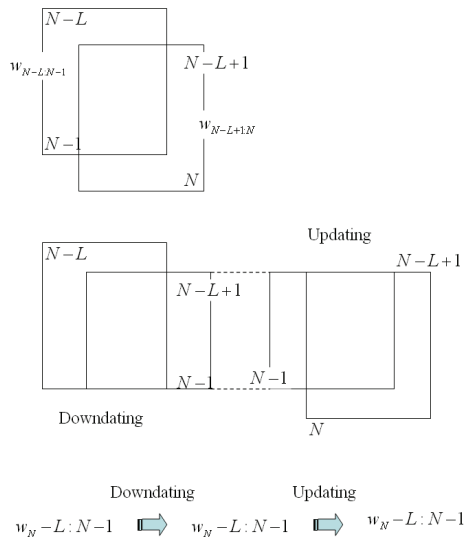 N−L
w_{N−L:N−1}
N−L+1
w_{N−L+1:N}
N−1
N
Updating
N−L
N−L+1
N−L+1
N−1
N−1
Downdating
N
Downdating
Updating
w_N−L:N−1
w_N−L:N−1
w_N−L:N−1